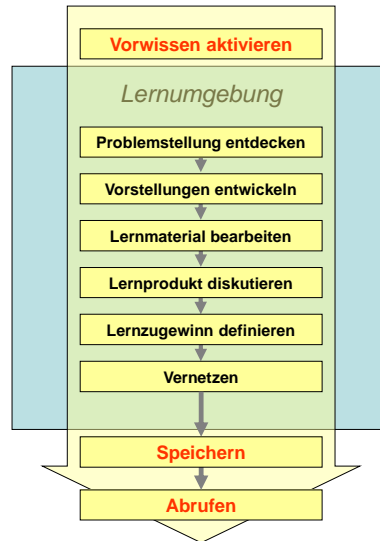 Vorwissen aktivieren
Lernumgebung
Problemstellung entdecken
Vorstellungen entwickeln
Lernmaterial bearbeiten
Lernprodukt diskutieren
Lernzugewinn definieren
Vernetzen
Speichern
Abrufen